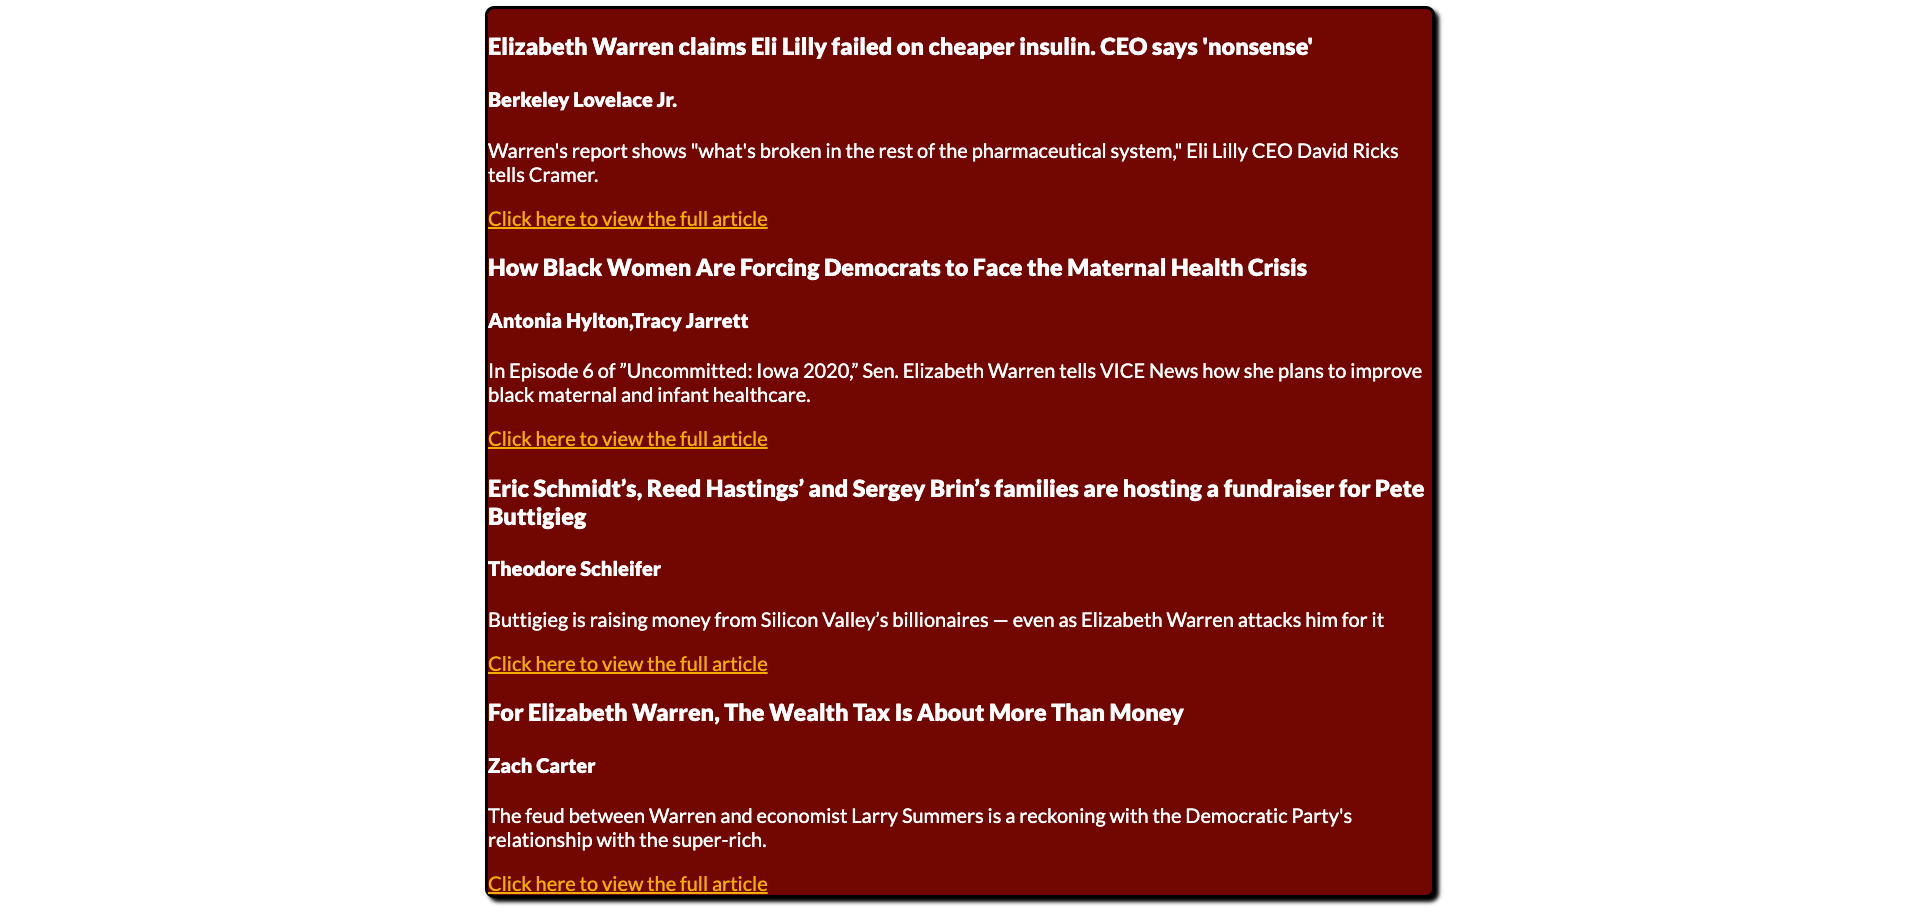 Elizabeth Warren claims Eli Lilly failed on cheaper insulin. CEO says 'nonsense'
Berkeley Lovelace Jr.
Warren's report shows "what's broken in the rest of the pharmaceutical system," Eli Lilly CEO David Ricks
tells Cramer.
Click here to view the full article
How Black Women Are Forcing Democrats to Face the Maternal Health Crisis
Antonia Hylton,Tracy Jarrett
In Episode 6 of ”Uncommitted: Iowa 2020,” Sen. Elizabeth Warren tells VICE News how she plans to improve
black maternal and infant healthcare.
Click here to view the full article
Eric Schmidt’s, Reed Hastings’ and Sergey Brin’s families are hosting a fundraiser for Pete
Buttigieg
Theodore Schleifer
Buttigieg is raising money from Silicon Valley’s billionaires — even as Elizabeth Warren attacks him for it
Click here to view the full article
For Elizabeth Warren, The Wealth Tax Is About More Than Money
Zach Carter
The feud between Warren and economist Larry Summers is a reckoning with the Democratic Party's
relationship with the super-rich.
Click here to view the full article